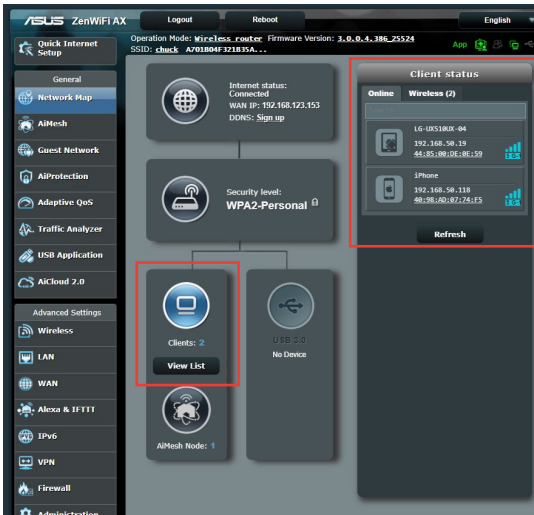 ASUS ZenWiFi AX
Logout
Reboot
English
Quick Internet
Setup
Operation Mode: Wireless router Firmware Version: 3.0.0.4.386_25524
SSID: chuck A701B04F321B35A...
App
General
Network Map
AiMesh
Guest Network
AiProtection
Adaptive QoS
Traffic Analyzer
USB Application
AiCloud 2.0
Advanced Settings
Wireless
LAN
WAN
Alexa & IFTTT
IPv6
VPN
Firewall
Administration
Internet status:
Connected
WAN IP: 192.168.123.153
DDNS: Sign up
Security level:
WPA2-Personal
Clients: 2
View List
USB 2.0
No Device
AiMesh Node: 1
Client status
Online
Wireless (2)
LG-UX510UX-04
192.168.50.19
44:85:00:DE:0E:59
iPhone
192.168.50.118
40:98:AD:07:74:F5
Refresh